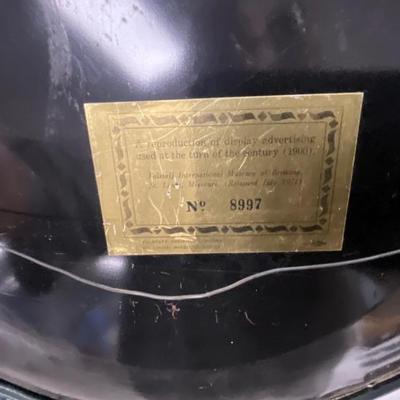 A reproduction of display advertising
used at the turn of the century (1900).
Falstaff International Museum of Brewing,
St. Louis, Missouri. (Released July 1971)
Nº 8997